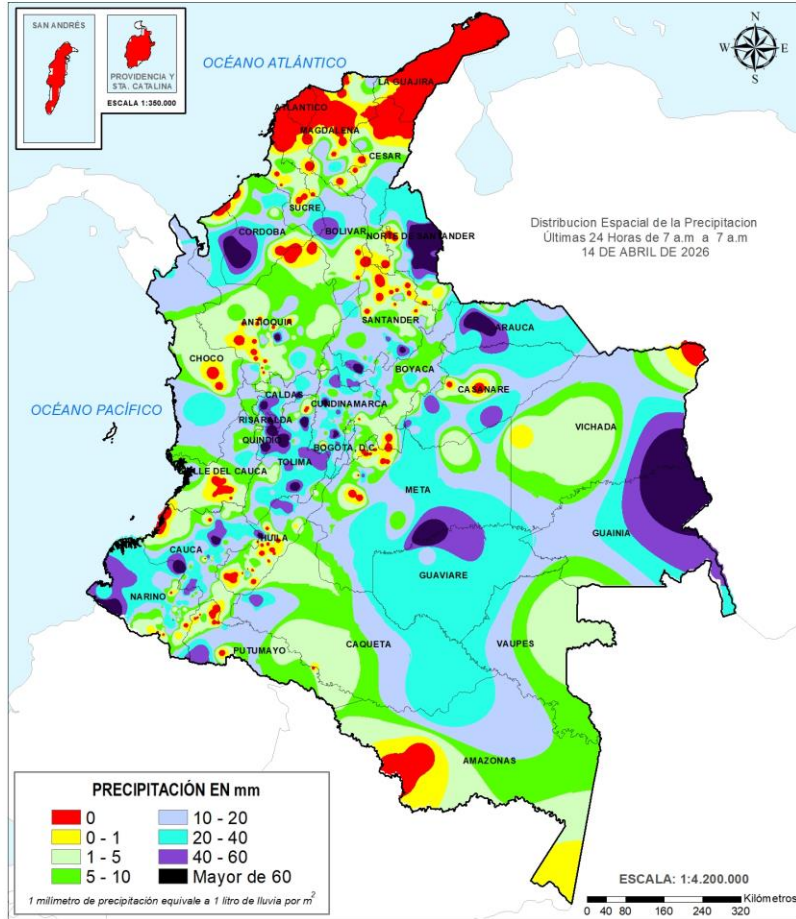 SAN ANDRÉS
PROVIDENCIA Y
STA. CATALINA
ESCALA 1:350.000
OCÉANO ATLÁNTICO
N
W E
S
LA GUAJIRA
ATLANTICO
MAGDALENA
CESAR
SUCRE
CORDOBA
BOLIVAR
NORTE DE SANTANDER
Distribucion Espacial de la Precipitacion
Últimas 24 Horas de 7 a.m a 7 a.m
14 DE ABRIL DE 2026
ANTIOQUIA
SANTANDER
ARAUCA
CHOCO
BOYACA
CASANARE
OCÉANO PACÍFICO
CALDAS
CUNDINAMARCA
RISARALDA
VICHADA
QUINDIO
BOGOTA, D.C.
TOLIMA
VALLE DEL CAUCA
META
GUAINIA
HUILA
CAUCA
GUAVIARE
NARIÑO
CAQUETA
VAUPES
PUTUMAYO
AMAZONAS
PRECIPITACIÓN EN mm
0
0 - 1
1 - 5
5 - 10
10 - 20
20 - 40
40 - 60
Mayor de 60
1 milímetro de precipitación equivale a 1 litro de lluvia por m²
ESCALA: 1:4.200.000
Kilómetros
0 40 80 160 240 320